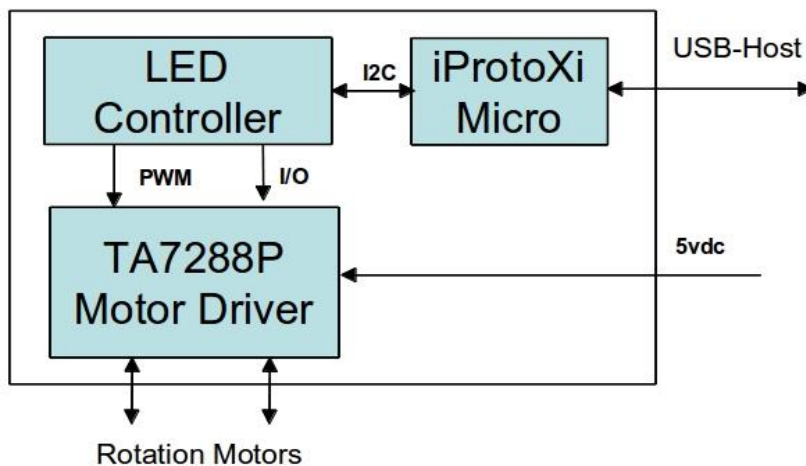 LED
Controller
I2C
iProtoXi
Micro
USB-Host
PWM
I/O
TA7288P
Motor Driver
5vdc
Rotation Motors